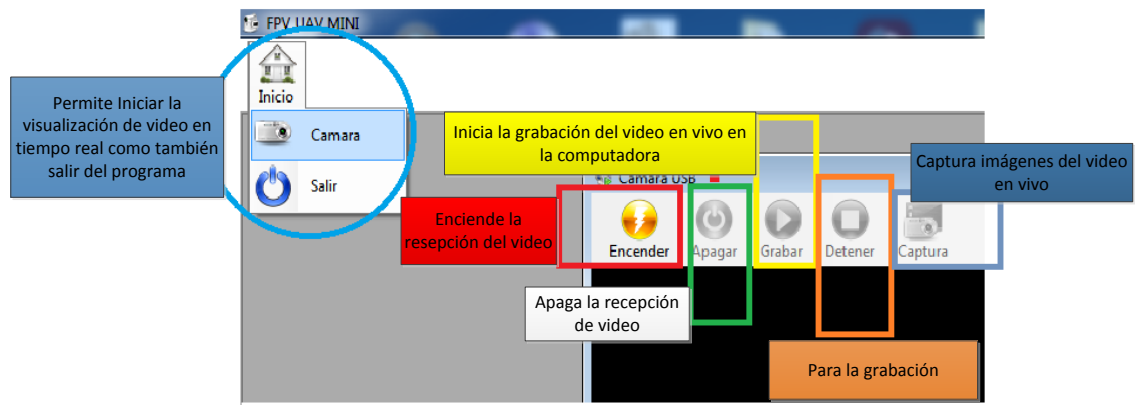 FPV UAV MINI
Inicio
Permite Iniciar la
visualización de video en
tiempo real como también
salir del programa
Camara
Salir
Inicia la grabación del video en vivo en
la computadora
Captura imágenes del video
en vivo
Camara USB
Enciende la
resepción del video
Encender
Apagar
Grabar
Detener
Captura
Apaga la recepción
de video
Para la grabación